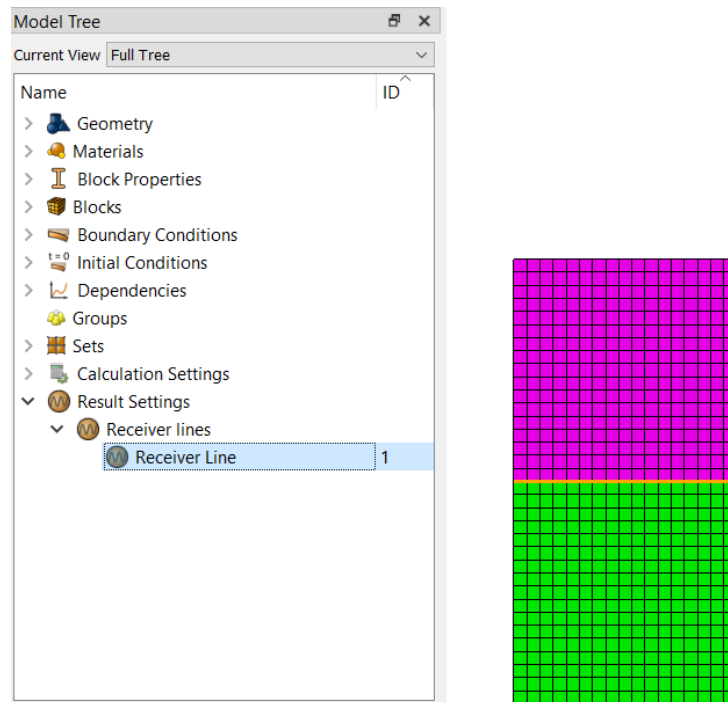 Model Tree
Current View Full Tree
Name ID
Geometry
Materials
Block Properties
Blocks
Boundary Conditions
t=0 Initial Conditions
Dependencies
Groups
Sets
Calculation Settings
Result Settings
Receiver lines
Receiver Line 1